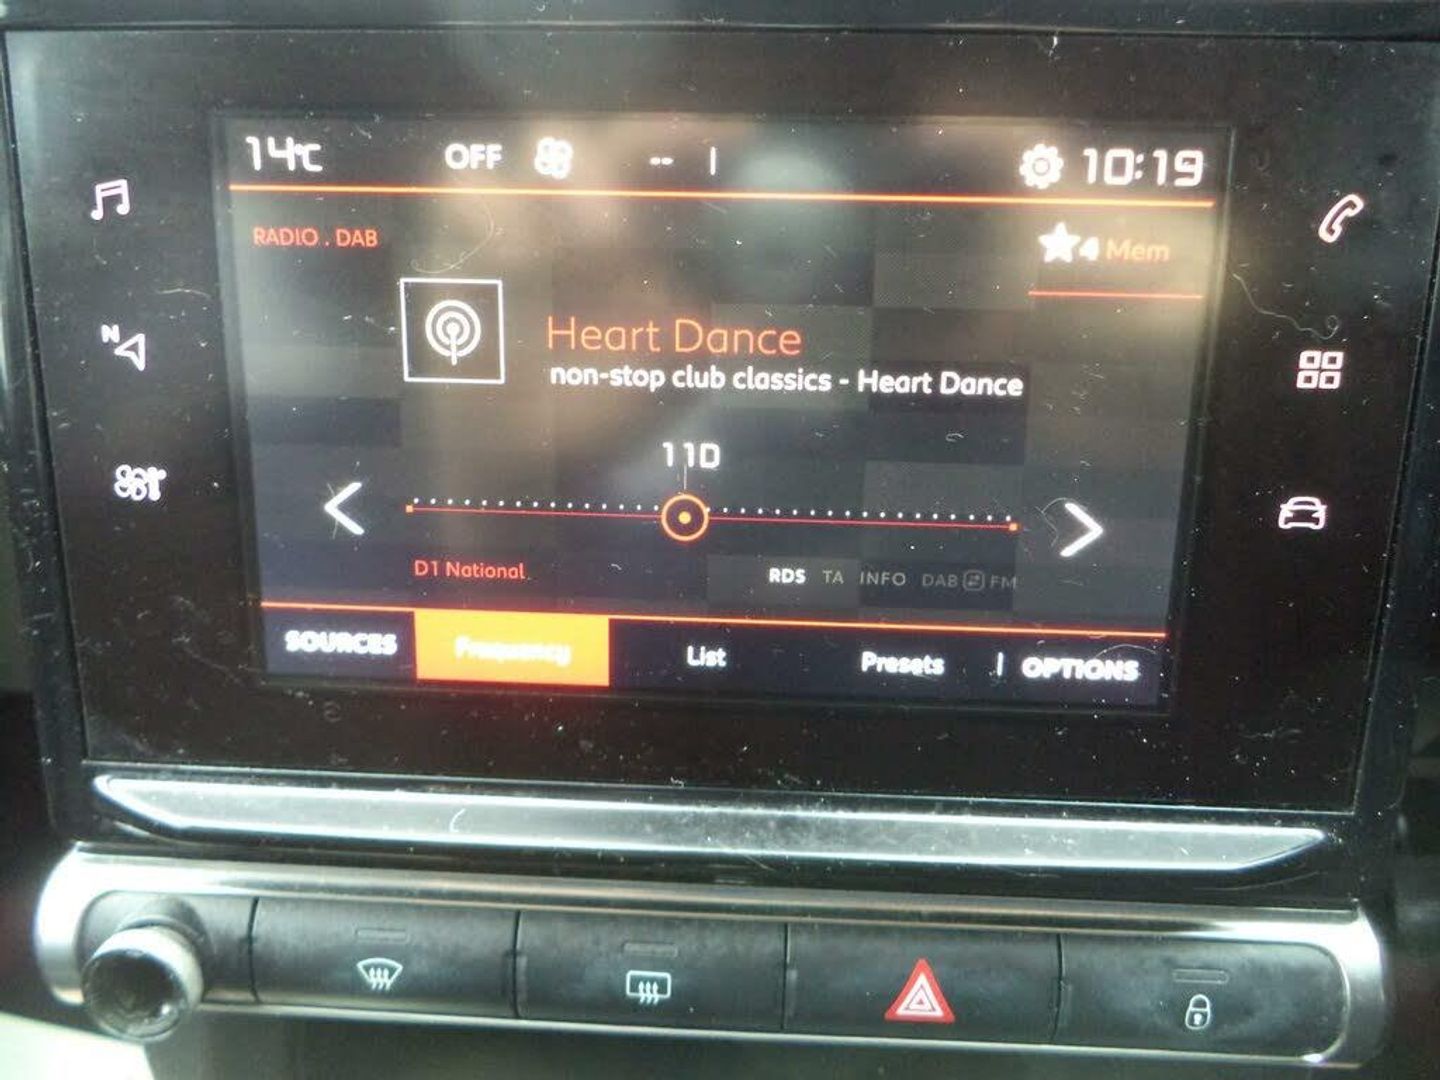 14°C OFF -- | 10:19
RADIO . DAB
4 Mem
Heart Dance
non-stop club classics - Heart Dance
11D
N
D1 National
RDS TA INFO DAB FM
SOURCES Frequency List Presets | OPTIONS